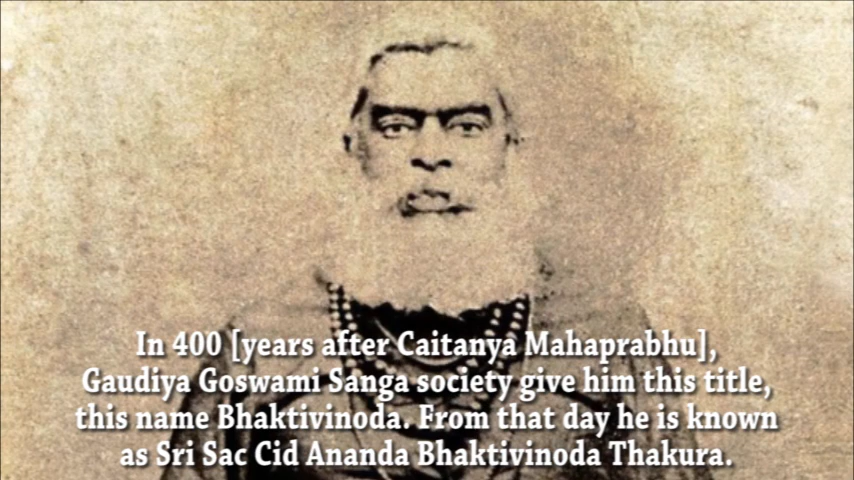 In 400 [years after Caitanya Mahaprabhu],
Gaudiya Goswami Sanga society give him this title,
this name Bhaktivinoda. From that day he is known
as Sri Sac Cid Ananda Bhaktivinoda Thakura.